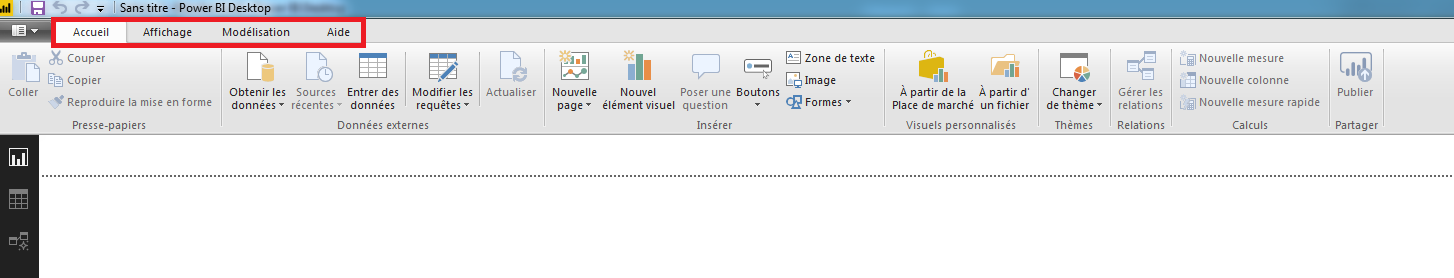 Sans titre - Power BI Desktop
Accueil Affichage Modélisation Aide
Coller
Couper
Copier
Reproduire la mise en forme
Presse-papiers
Obtenir les
données
Sources
récentes
Entrer des
données
Modifier les
requêtes
Actualiser
Données externes
Nouvelle
page
Nouvel
élément visuel
Poser une
question
Boutons
Zone de texte
Image
Formes
Insérer
À partir de la
Place de marché
À partir d'
un fichier
Visuels personnalisés
Changer
de thème
Thèmes
Gérer les
relations
Relations
Nouvelle mesure
Nouvelle colonne
Nouvelle mesure rapide
Calculs
Publier
Partager